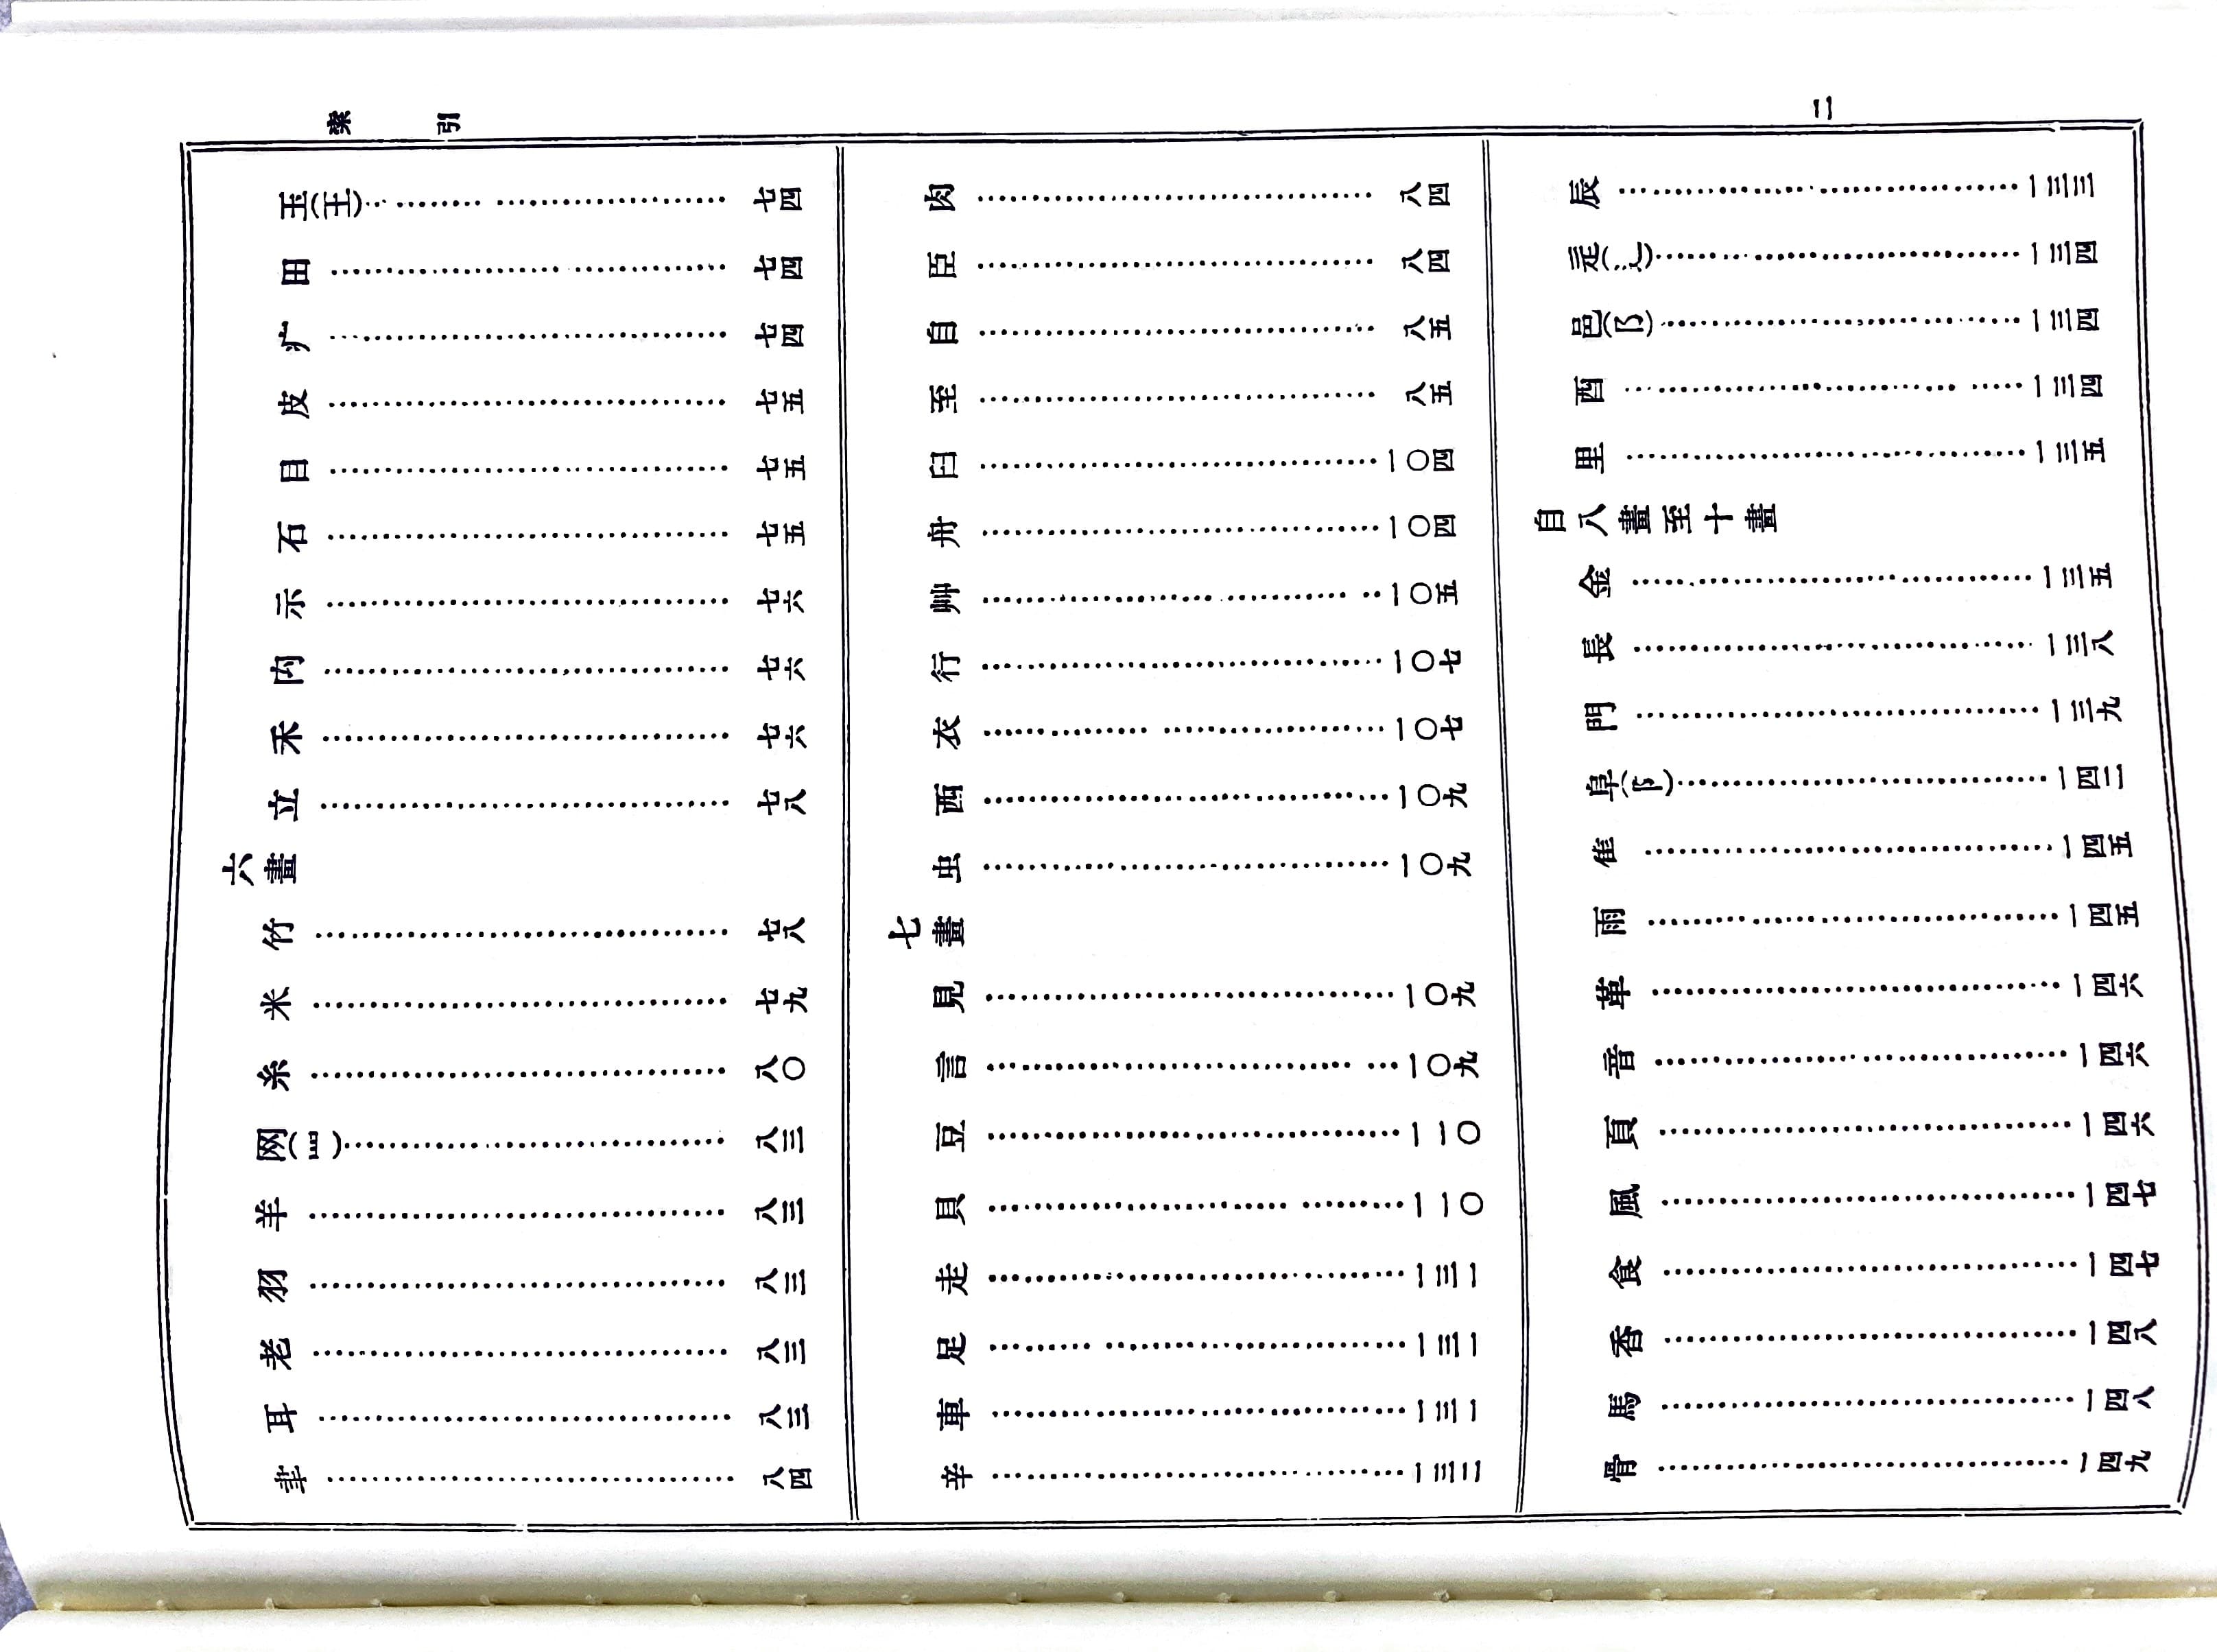 索引
玉(王)……七四
田……七四
疒……七四
皮……七五
目……七五
石……七五
示……七六
禸……七六
禾……七六
立……七八
六畫
竹……七八
米……七九
糸……八〇
网(罒)……八三
羊……八三
羽……八三
老……八三
耳……八三
聿……八四
肉……八四
臣……八四
自……八五
至……八五
臼……一〇四
舟……一〇四
艸……一〇五
行……一〇七
衣……一〇七
襾……一〇九
虫……一〇九
七畫
見……一〇九
言……一〇九
豆……一一〇
貝……一一〇
走……一三一
足……一三一
車……一三一
辛……一三二
辰……一三三
辵(辶)……一三四
邑(阝)……一三四
酉……一三四
里……一三五
自八畫至十畫
金……一三五
長……一三八
門……一三九
阜(阝)……一四二
隹……一四五
雨……一四五
革……一四六
音……一四六
頁……一四六
風……一四七
食……一四七
香……一四八
馬……一四八
骨……一四九
二